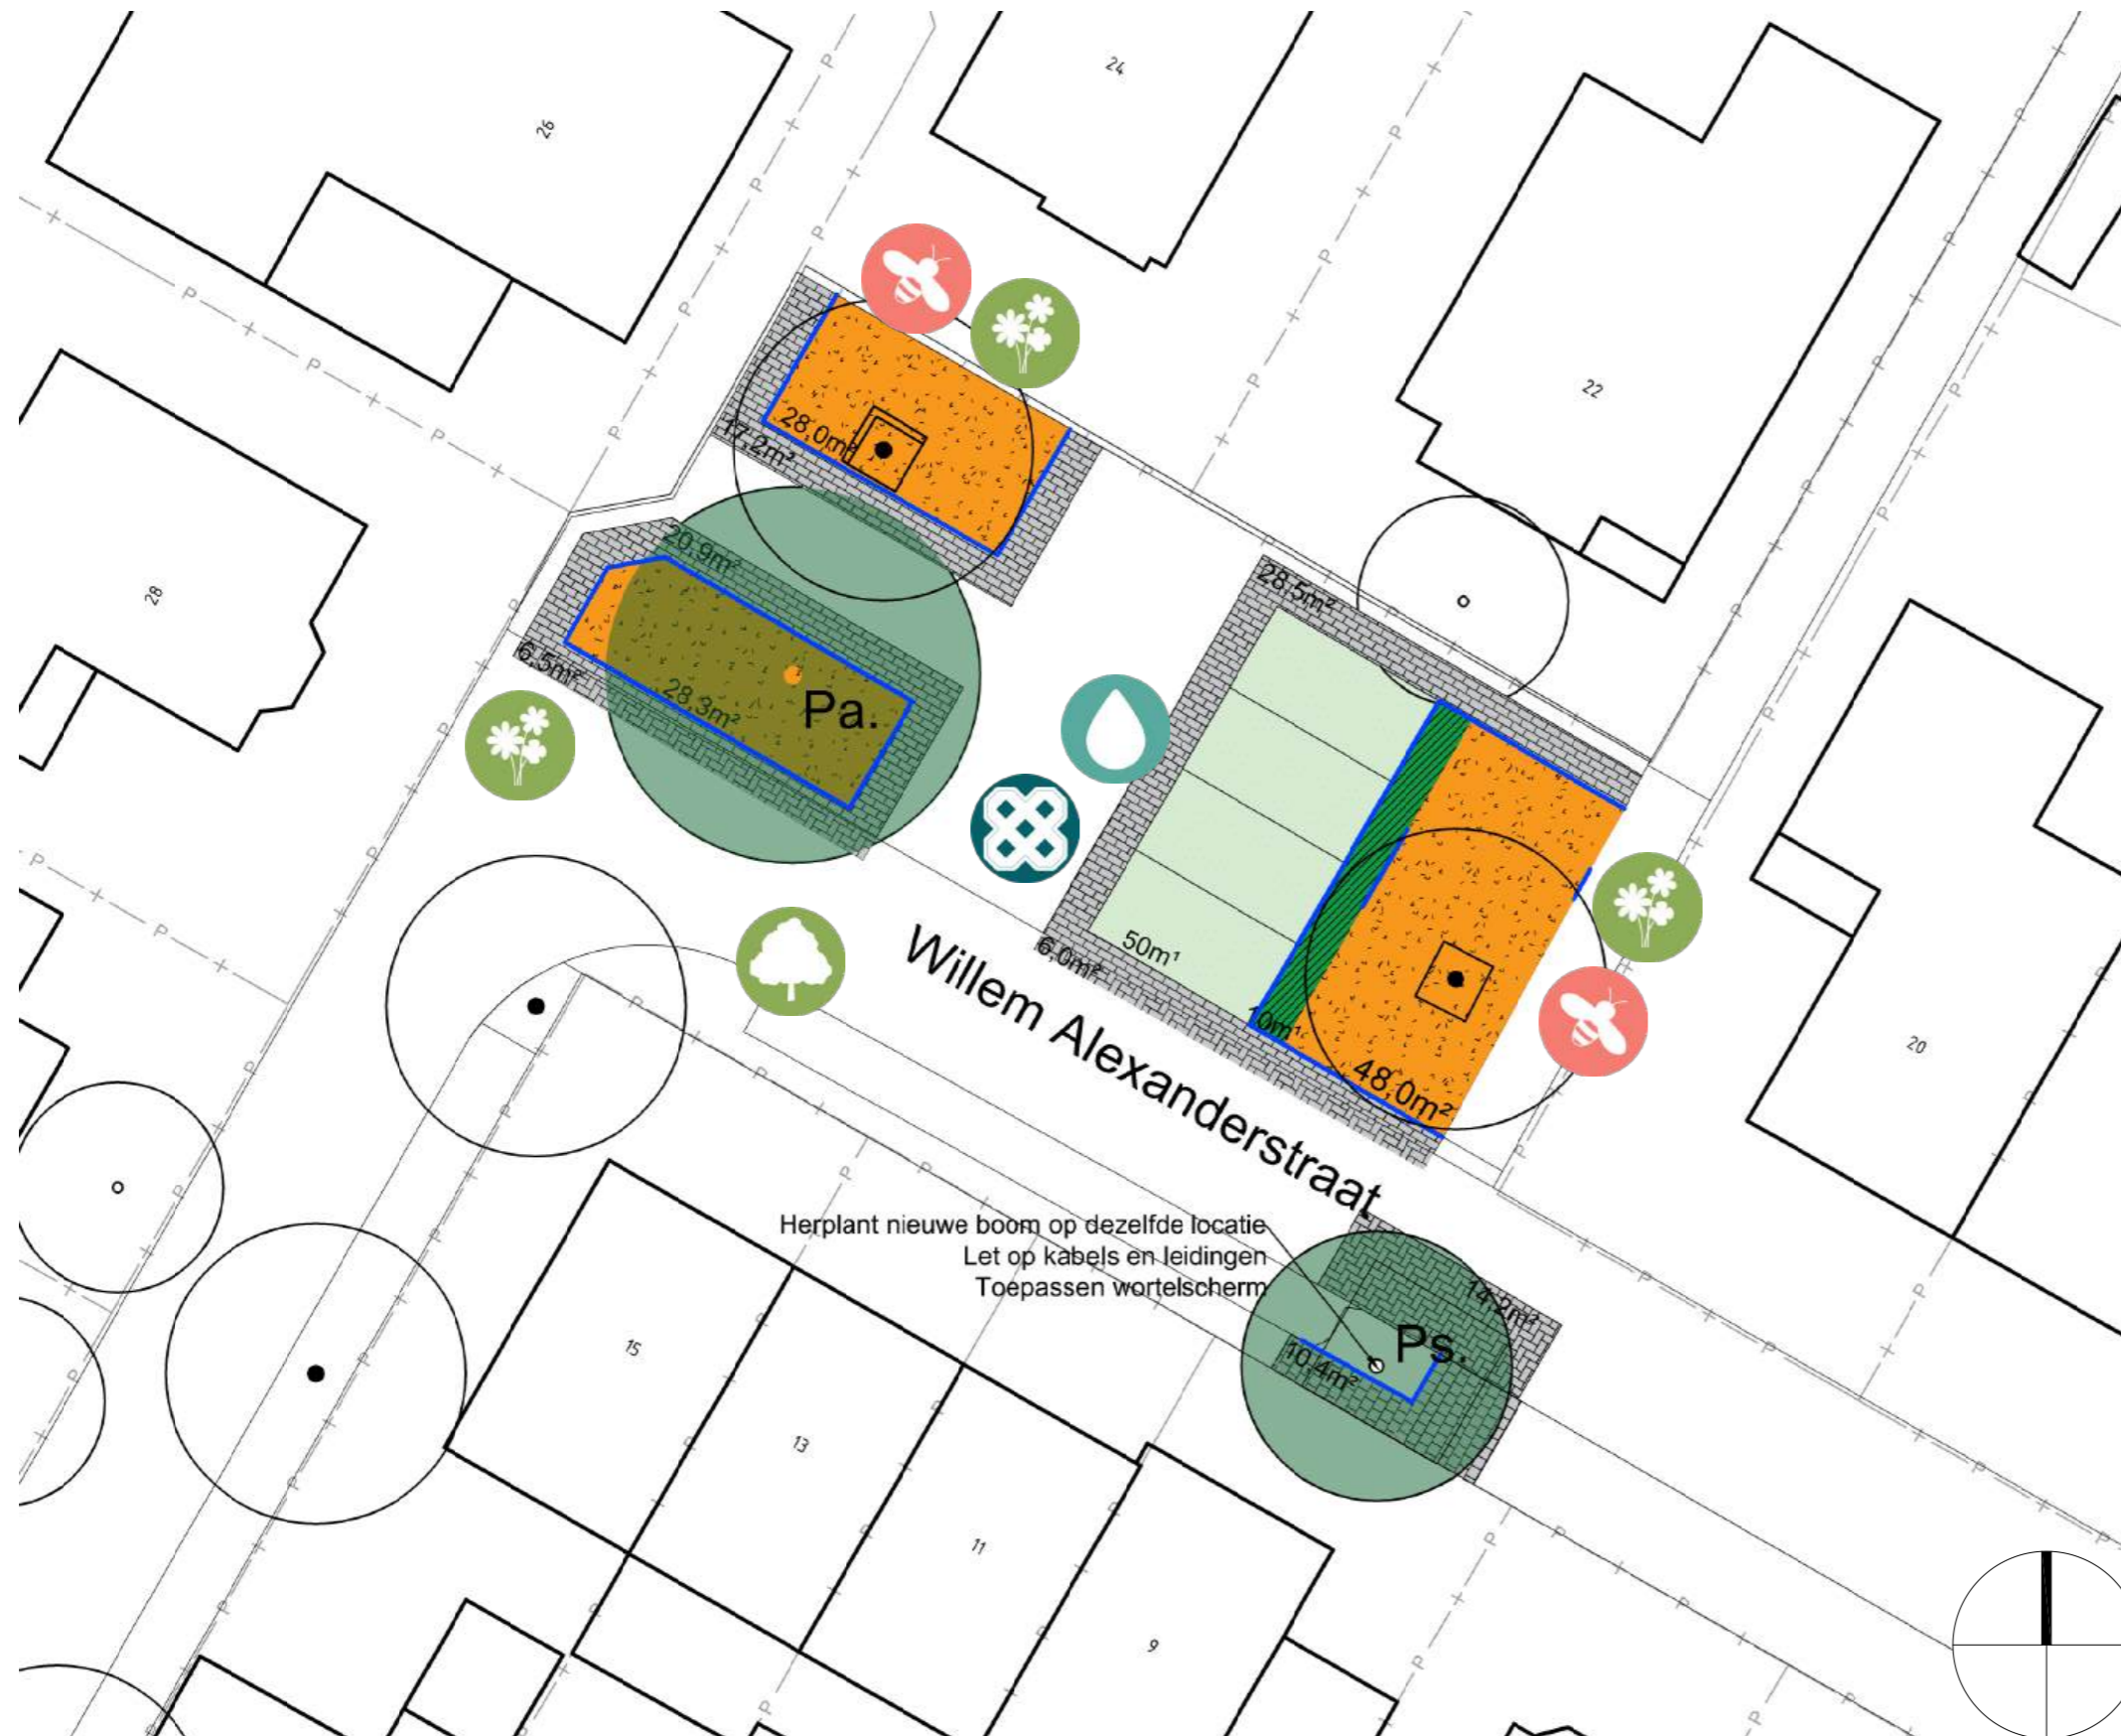 24
26
22
28,0m²
17,2m²
20,9m²
28,5m²
28
6,5m²
28,3m²
Pa.
50m¹
6,0m²
Willem Alexanderstraat
10m¹
48,0m²
20
Herplant nieuwe boom op dezelfde locatie
Let op kabels en leidingen
Toepassen wortelscherm
14,2m²
Ps.
10,4m²
15
13
11
9